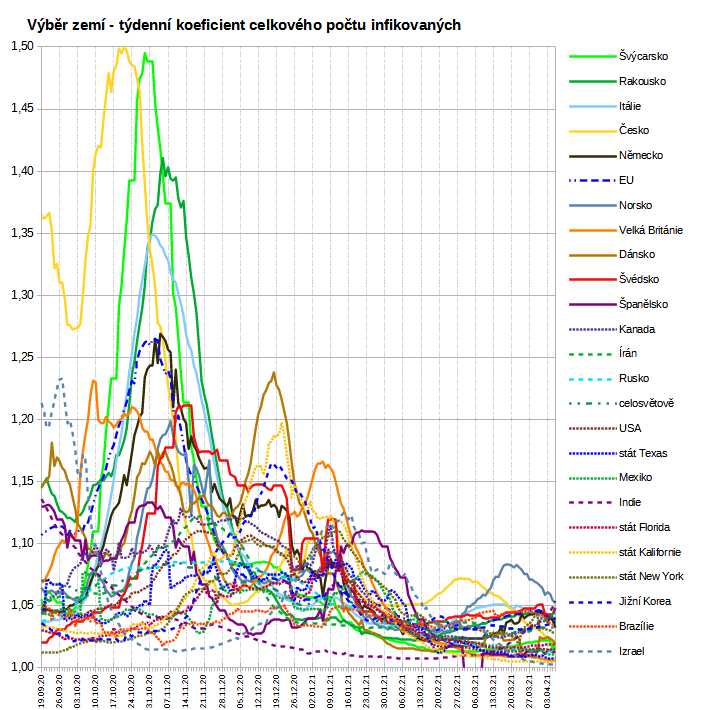 Výběr zemí - týdenní koeficient celkového počtu infikovaných
1,50
1,45
1,40
1,35
1,30
1,25
1,20
1,15
1,10
1,05
1,00
19.09.20
26.09.20
03.10.20
10.10.20
17.10.20
24.10.20
31.10.20
07.11.20
14.11.20
21.11.20
28.11.20
05.12.20
12.12.20
19.12.20
26.12.20
02.01.21
09.01.21
16.01.21
23.01.21
30.01.21
06.02.21
13.02.21
20.02.21
27.02.21
06.03.21
13.03.21
20.03.21
27.03.21
03.04.21
Švýcarsko
Rakousko
Itálie
Česko
Německo
EU
Norsko
Velká Británie
Dánsko
Švédsko
Španělsko
Kanada
Írán
Rusko
celosvětově
USA
stát Texas
Mexiko
Indie
stát Florida
stát Kalifornie
stát New York
Jižní Korea
Brazílie
Izrael